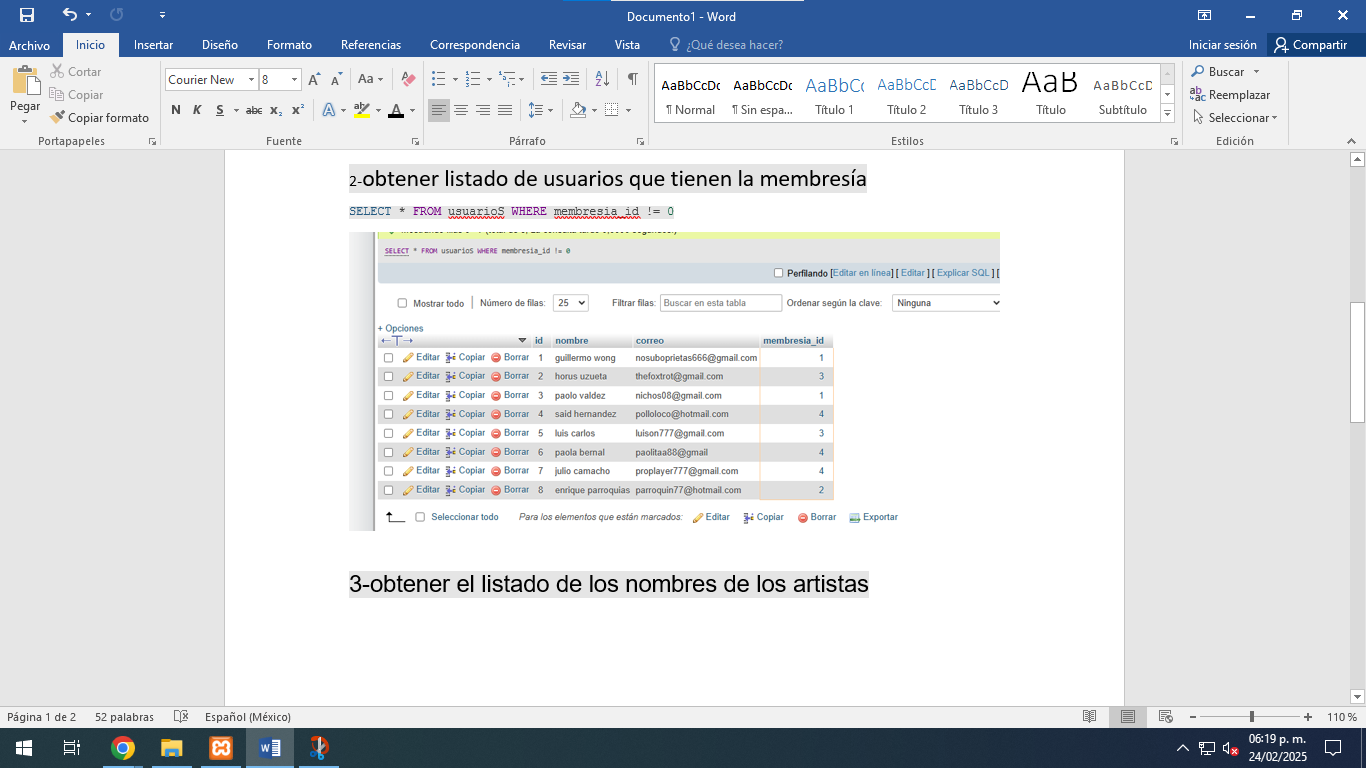 Documento1 - Word
Archivo Inicio Insertar Diseño Formato Referencias Correspondencia Revisar Vista ¿Qué desea hacer? Iniciar sesión Compartir
Pegar
Cortar
Copiar
Copiar formato
Portapapeles
Courier New 8
N K S abc x₂ x²
Fuente
Párrafo
AaBbCcDc AaBbCcDc AaBbCc AaBbCcD AaBbCcD AaB AaBbCcD
¶ Normal ¶ Sin espa... Título 1 Título 2 Título 3 Título Subtítulo
Estilos
Buscar
Reemplazar
Seleccionar
Edición
2-obtener listado de usuarios que tienen la membresía
SELECT * FROM usuarioS WHERE membresia_id != 0
SELECT * FROM usuarioS WHERE membresia_id != 0
Perfilando [Editar en línea] [ Editar ] [ Explicar SQL ] [
Mostrar todo Número de filas: 25 Filtrar filas: Buscar en esta tabla Ordenar según la clave: Ninguna
+ Opciones
←T→ id nombre correo membresia_id
Editar Copiar Borrar 1 guillermo wong nosuboprietas666@gmail.com 1
Editar Copiar Borrar 2 horus uzueta thefoxtrot@gmail.com 3
Editar Copiar Borrar 3 paolo valdez nichos08@gmail.com 1
Editar Copiar Borrar 4 said hernandez polloloco@hotmail.com 4
Editar Copiar Borrar 5 luis carlos luison777@gmail.com 3
Editar Copiar Borrar 6 paola bernal paolitaa88@gmail 4
Editar Copiar Borrar 7 julio camacho proplayer777@gmail.com 4
Editar Copiar Borrar 8 enrique parroquias parroquin77@hotmail.com 2
Seleccionar todo Para los elementos que están marcados: Editar Copiar Borrar Exportar
3-obtener el listado de los nombres de los artistas
Página 1 de 2 52 palabras Español (México) 110 %
06:19 p. m.
24/02/2025